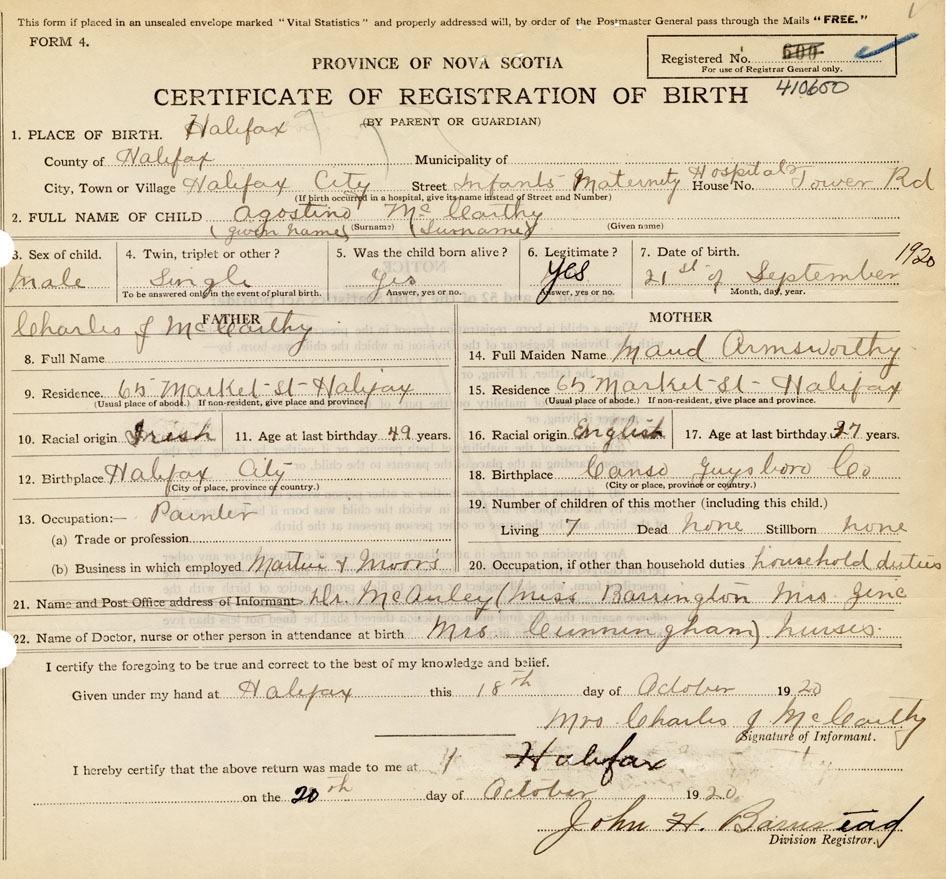 This form if placed in an unsealed envelope marked "Vital Statistics" and properly addressed will, by order of the Postmaster General pass through the Mails "FREE."
FORM 4.
Registered No. 600
For use of Registrar General only.
410600
PROVINCE OF NOVA SCOTIA
CERTIFICATE OF REGISTRATION OF BIRTH
(BY PARENT OR GUARDIAN)
1. PLACE OF BIRTH. Halifax
County of Halifax Municipality of
City, Town or Village Halifax City Street Infants Maternity Hospital House No. Tower Rd
(If birth occurred in a hospital, give its name instead of Street and Number)
2. FULL NAME OF CHILD Agostino McCarthy
(given name) (Surname) (Surname) (Given name)
3. Sex of child. 4. Twin, triplet or other? 5. Was the child born alive? 6. Legitimate? 7. Date of birth. 1920
Male Single Yes Yes 21st of September
To be answered only in the event of plural birth. Answer, yes or no. Answer, yes or no. Month, day, year.
FATHER MOTHER
Charles J McCarthy
8. Full Name 14. Full Maiden Name Maud Armsworthy
9. Residence 65 Market St Halifax 15. Residence 65 Market St Halifax
(Usual place of abode.) If non-resident, give place and province. (Usual place of abode.) If non-resident, give place and province.
10. Racial origin Irish 11. Age at last birthday 49 years. 16. Racial origin English 17. Age at last birthday 37 years.
12. Birthplace Halifax City 18. Birthplace Canso Guysboro Co
(City or place, province or country.) (City or place, province or country.)
13. Occupation:— Painter 19. Number of children of this mother (including this child.)
(a) Trade or profession Living 7 Dead none Stillborn none
(b) Business in which employed Martin & Moors 20. Occupation, if other than household duties household duties
21. Name and Post Office address of Informant Dr. McAuley (Miss Barrington Mrs
22. Name of Doctor, nurse or other person in attendance at birth Mrs Cunningham) nurses
I certify the foregoing to be true and correct to the best of my knowledge and belief.
Given under my hand at Halifax this 18th day of October 1920
Mrs Charles J McCarthy
Signature of Informant.
I hereby certify that the above return was made to me at Halifax
on the 20th day of October 1920
John H. Barnstead
Division Registrar.